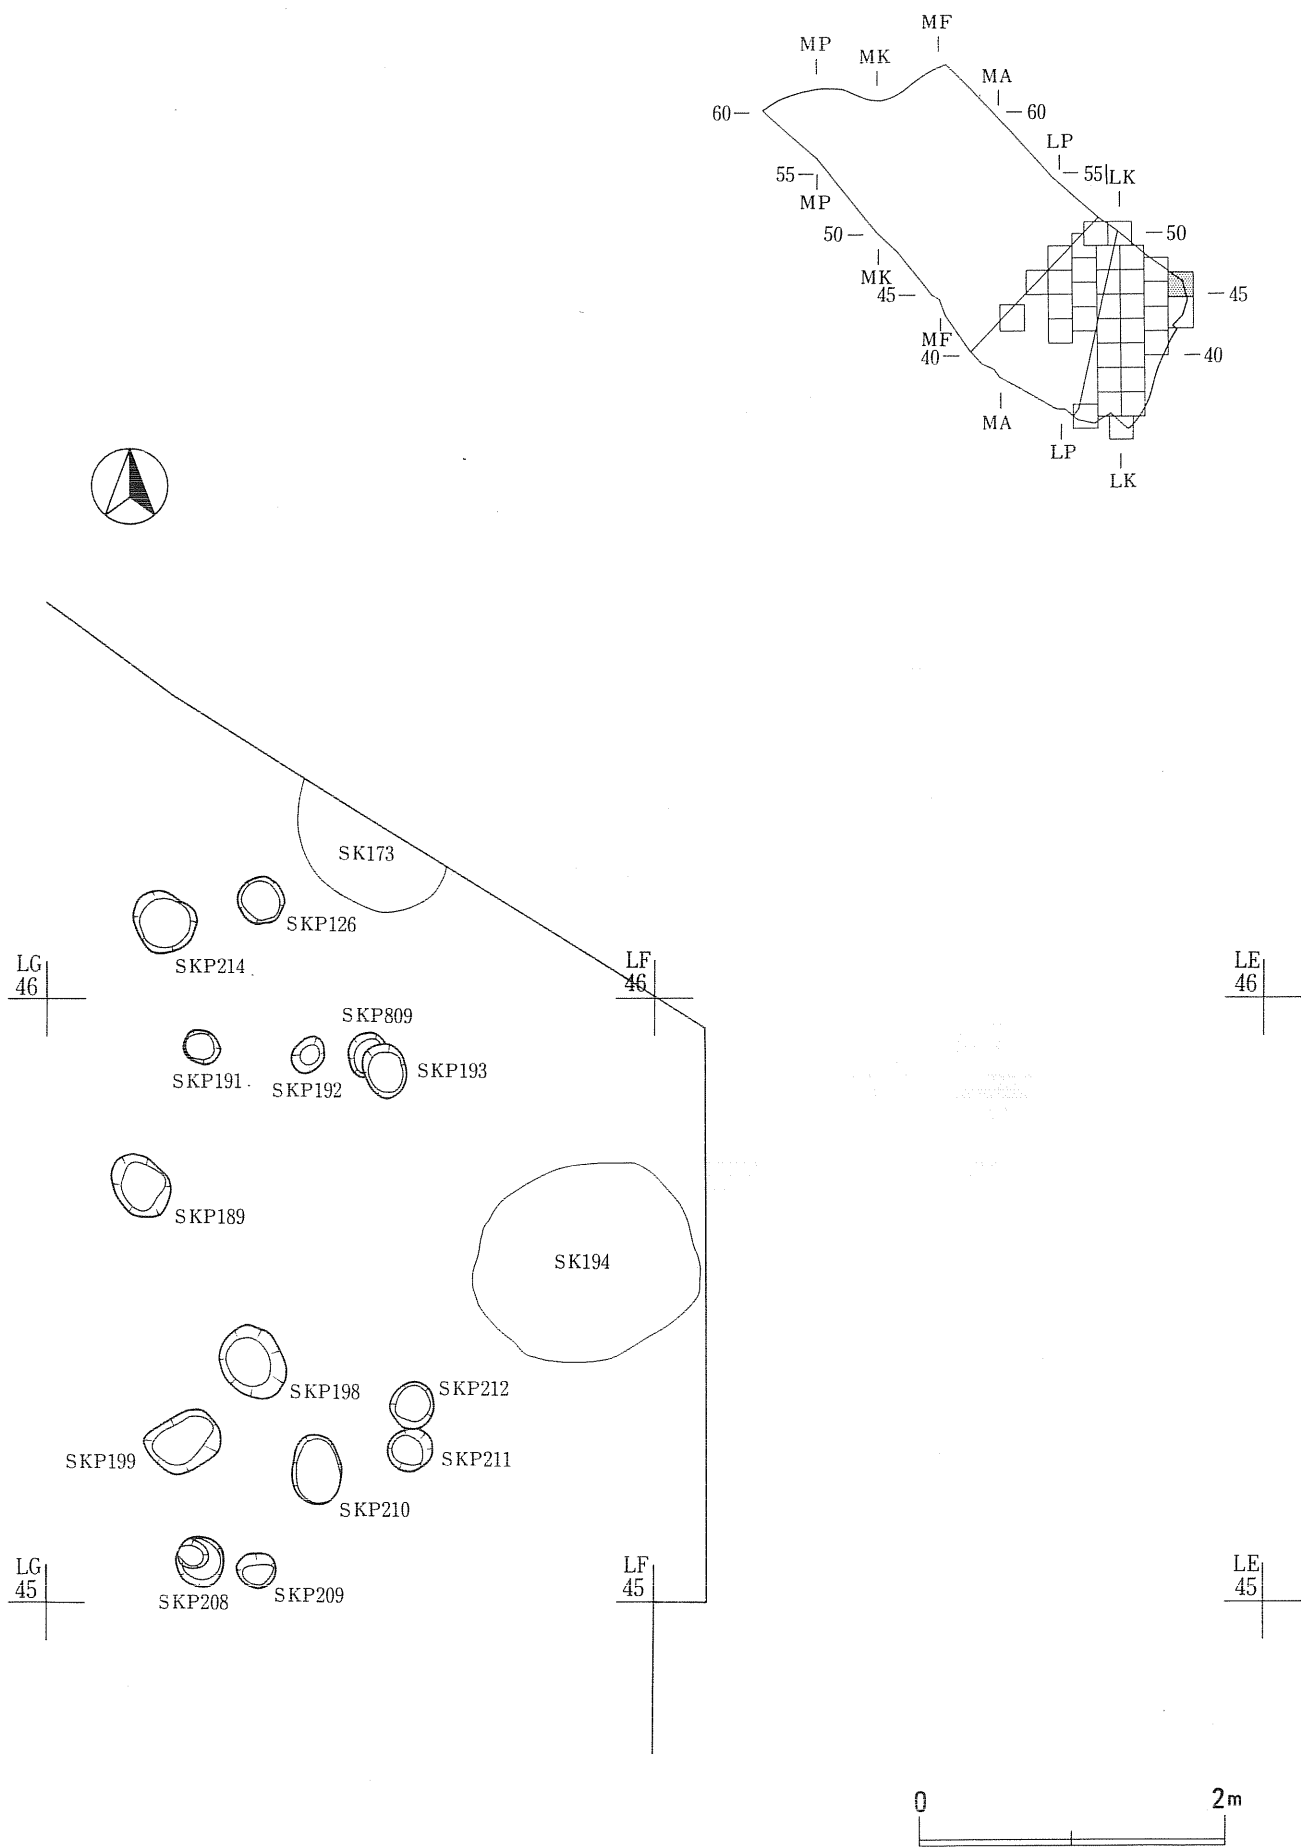 MF
MP
MK
MA
60
60
LP
55
55
LK
MP
50
50
MK
45
45
MF
40
40
MA
LP
LK
SK173
SKP126
SKP214
LG
46
LF
46
LE
46
SKP809
SKP191
SKP192
SKP193
SKP189
SK194
SKP198
SKP212
SKP199
SKP211
SKP210
LG
45
SKP208
SKP209
LF
45
LE
45
0
2m